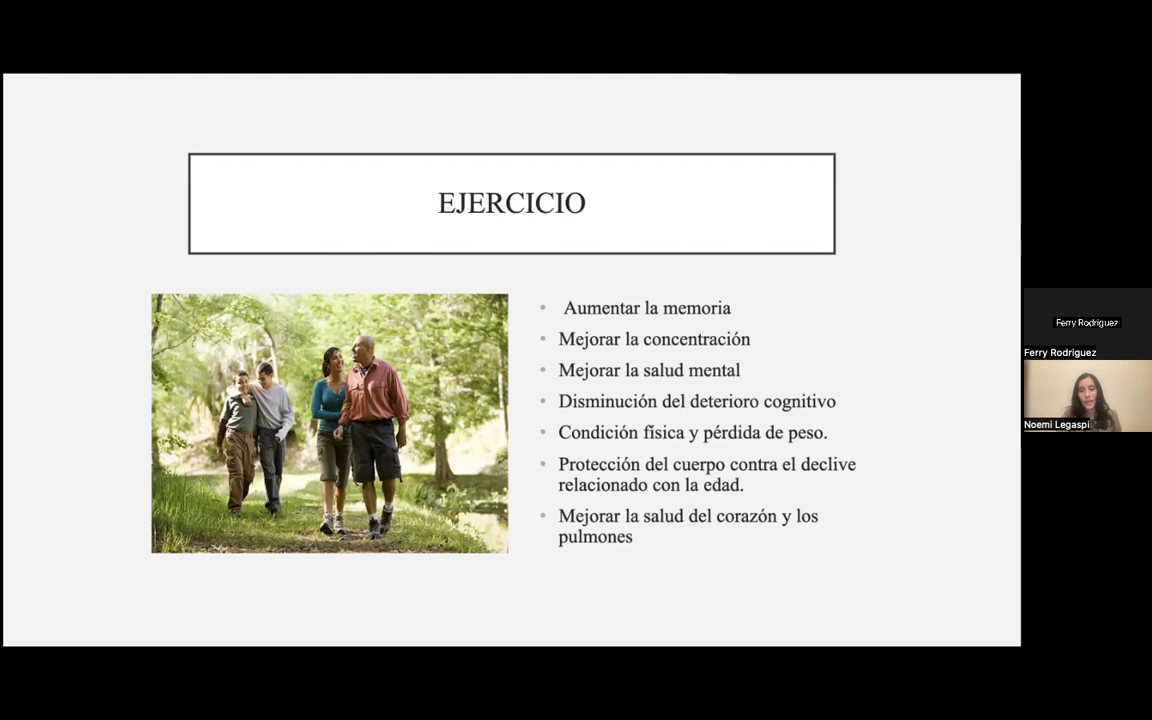 EJERCICIO
Aumentar la memoria
Mejorar la concentración
Mejorar la salud mental
Disminución del deterioro cognitivo
Condición física y pérdida de peso.
Protección del cuerpo contra el declive
relacionado con la edad.
Mejorar la salud del corazón y los
pulmones
Ferry Rodriguez
Ferry Rodriguez
Noemi Legaspi